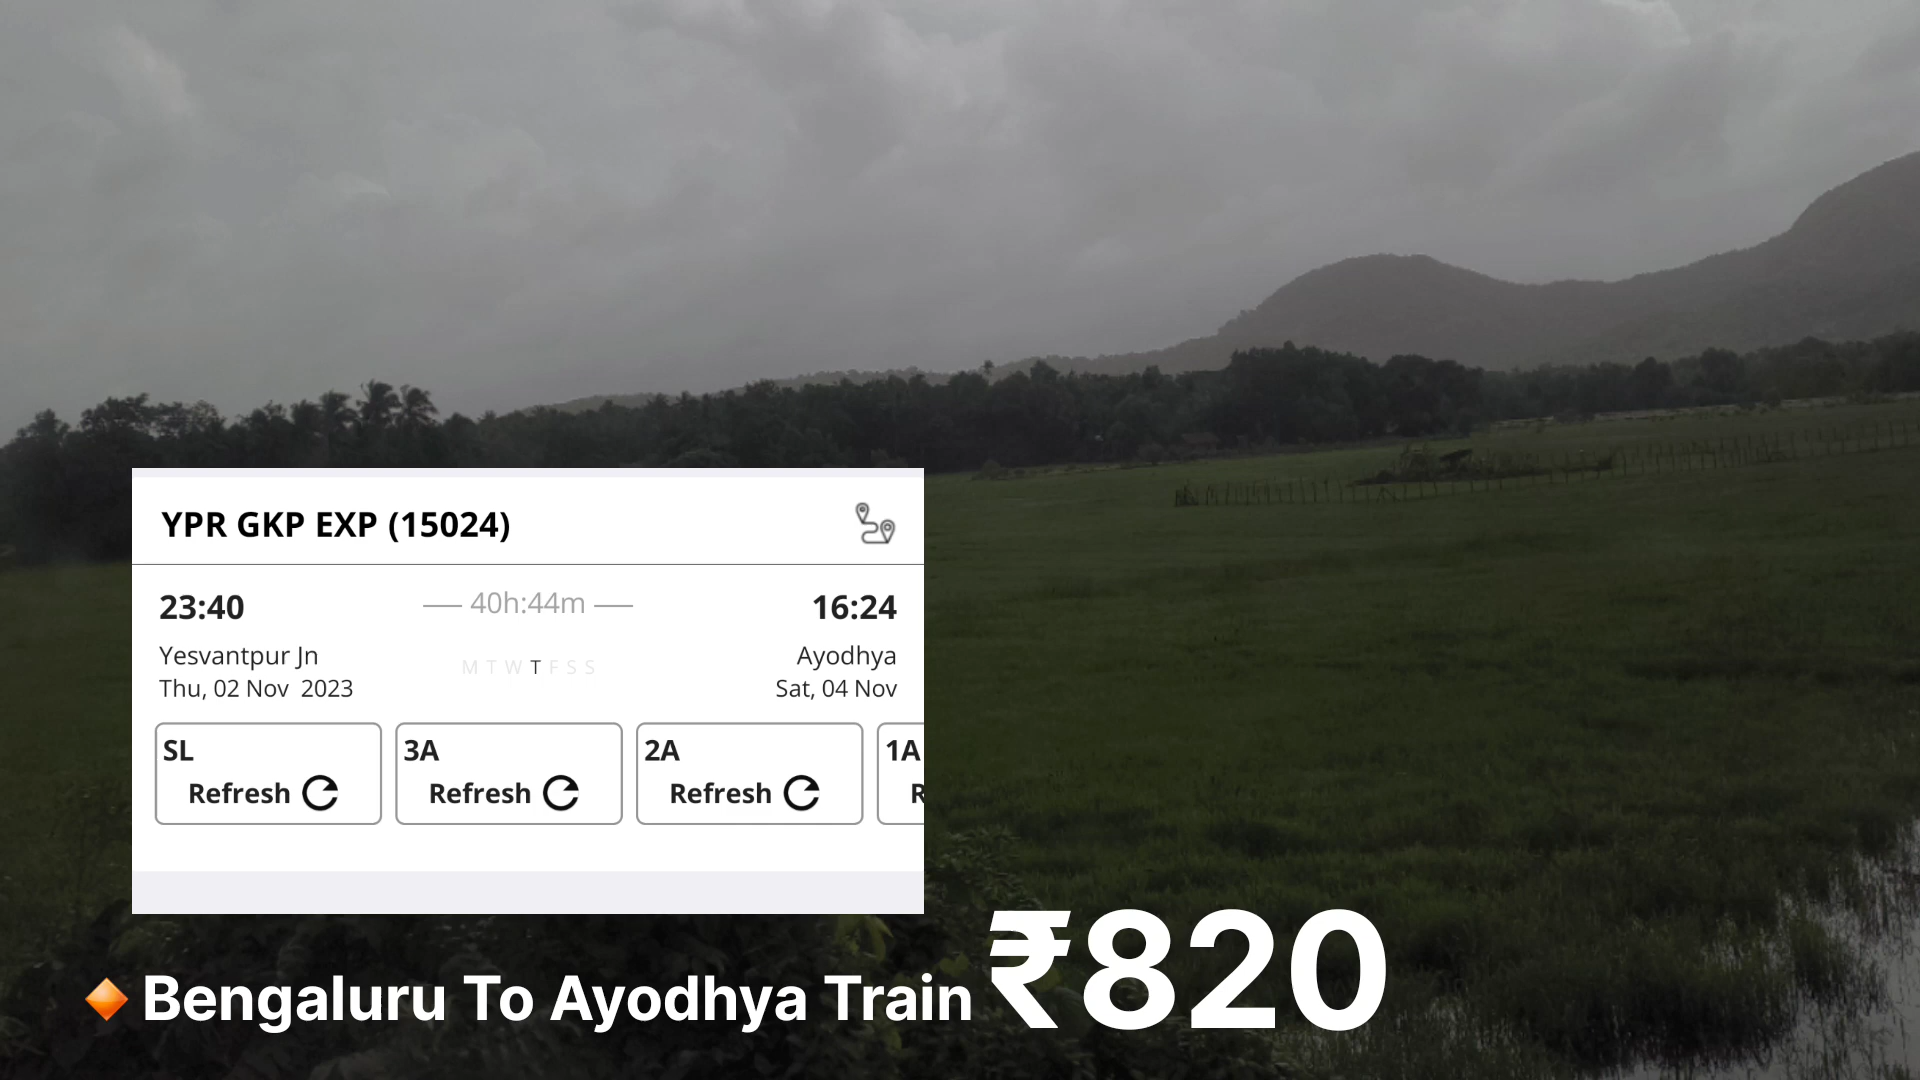 YPR GKP EXP (15024)
23:40
40h:44m
16:24
Yesvantpur Jn
M T W T F S S
Ayodhya
Thu, 02 Nov 2023
Sat, 04 Nov
SL
3A
2A
1A
Refresh
Refresh
Refresh
R
🔸Bengaluru To Ayodhya Train ₹820